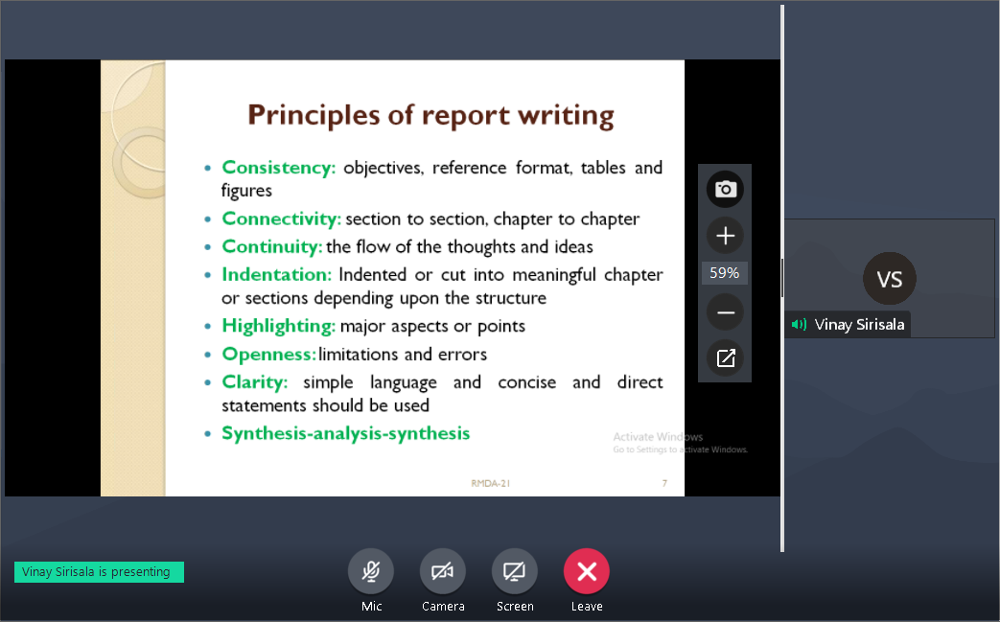 Principles of report writing
• Consistency: objectives, reference format, tables and
figures
• Connectivity: section to section, chapter to chapter
• Continuity: the flow of the thoughts and ideas
• Indentation: Indented or cut into meaningful chapter
or sections depending upon the structure
• Highlighting: major aspects or points
• Openness: limitations and errors
• Clarity: simple language and concise and direct
statements should be used
• Synthesis-analysis-synthesis
Activate Windows
Go to Settings to activate Windows.
RMDA-21
7
59%
VS
Vinay Sirisala
Vinay Sirisala is presenting
Mic
Camera
Screen
Leave